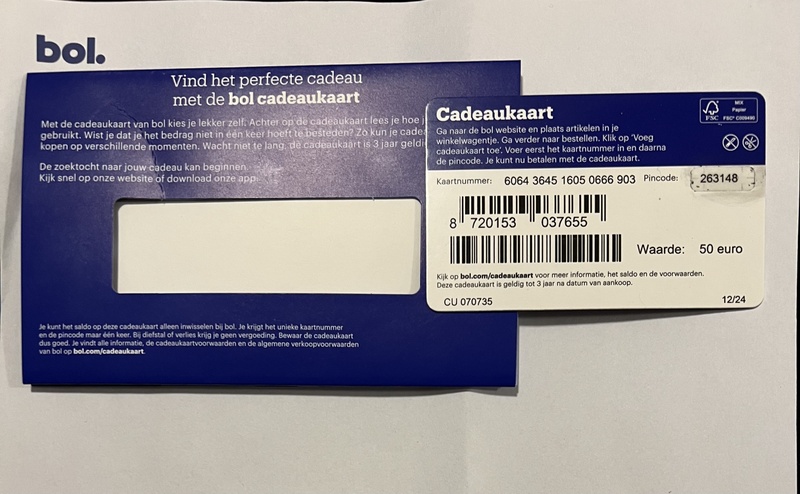 bol.
Vind het perfecte cadeau
met de bol cadeaukaart
Met de cadeaukaart van bol kies je lekker zelf. Achter op de cadeaukaart lees je hoe j
gebruikt. Wist je dat je het bedrag niet in één keer hoeft te besteden? Zo kun je cade
kopen op verschillende momenten. Wacht niet te lang, de cadeaukaart is 3 jaar geldi
De zoektocht naar jouw cadeau kan beginnen.
Kijk snel op onze website of download onze app.
Je kunt het saldo op deze cadeaukaart alleen inwisselen bij bol. Je krijgt het unieke kaartnummer
en de pincode maar één keer. Bij diefstal of verlies krijg je geen vergoeding. Bewaar de cadeaukaart
dus goed. Je vindt alle informatie, de cadeaukaartvoorwaarden en de algemene verkoopvoorwaarden
van bol op bol.com/cadeaukaart.
Cadeaukaart
Ga naar de bol website en plaats artikelen in je
winkelwagentje. Ga verder naar bestellen. Klik op 'Voeg
cadeaukaart toe'. Voer eerst het kaartnummer in en daarna
de pincode. Je kunt nu betalen met de cadeaukaart.
FSC
MIX
Papier
FSC® C009490
Kaartnummer: 6064 3645 1605 0666 903 Pincode: 263148
8 720153 037655
Waarde: 50 euro
Kijk op bol.com/cadeaukaart voor meer informatie, het saldo en de voorwaarden.
Deze cadeaukaart is geldig tot 3 jaar na datum van aankoop.
CU 070735 12/24